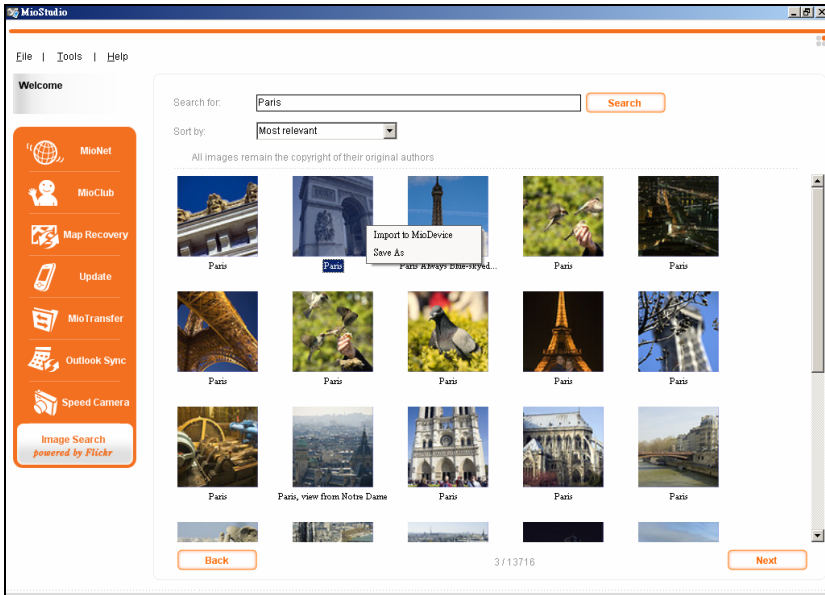 MioStudio
File | Tools | Help
Welcome
MioNet
MioClub
Map Recovery
Update
MioTransfer
Outlook Sync
Speed Camera
Image Search
powered by Flickr
Search for:
Paris
Search
Sort by:
Most relevant
All images remain the copyright of their original authors
Import to MioDevice
Save As
Paris
Paris
Paris Always Blue-skyed...
Paris
Paris
Paris
Paris
Paris
Paris
Paris
Paris, view from Notre Dame
Paris
Paris
Paris
Back
3 / 13716
Next